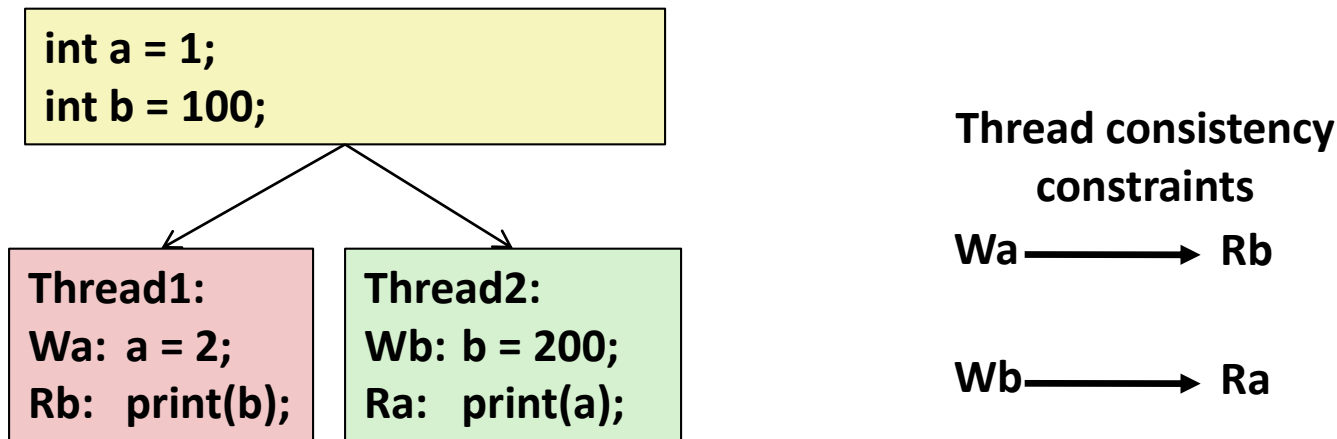 int a = 1;
int b = 100;
Thread1:
Wa: a = 2;
Rb: print(b);
Thread2:
Wb: b = 200;
Ra: print(a);
Thread consistency
constraints
Wa Rb
Wb Ra